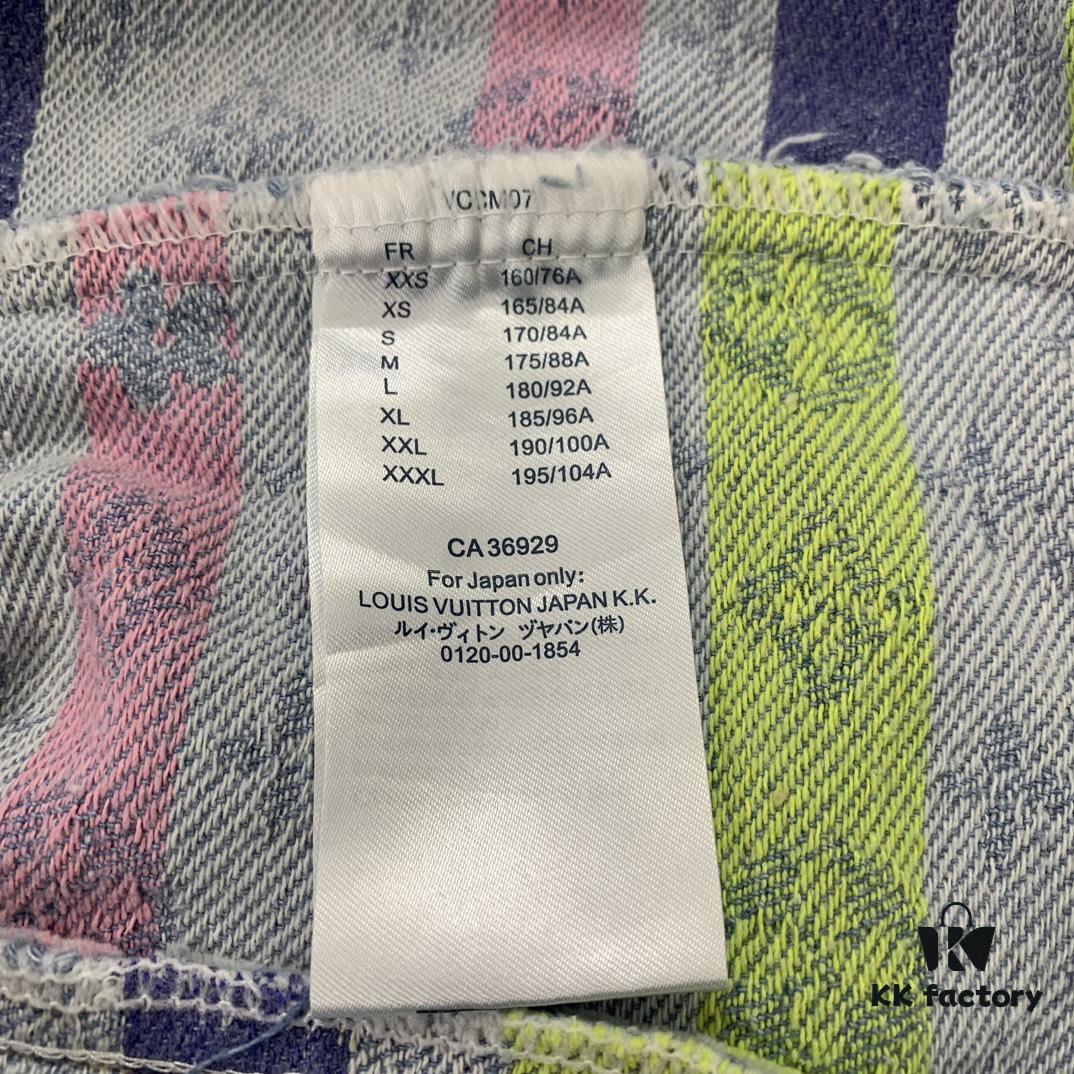 FR CH
XXS 160/76A
XS 165/84A
S 170/84A
M 175/88A
L 180/92A
XL 185/96A
XXL 190/100A
XXXL 195/104A
CA 36929
For Japan only:
LOUIS VUITTON JAPAN K.K.
ルイ・ヴィトン ヅヤパン(株)
0120-00-1854
KK factory